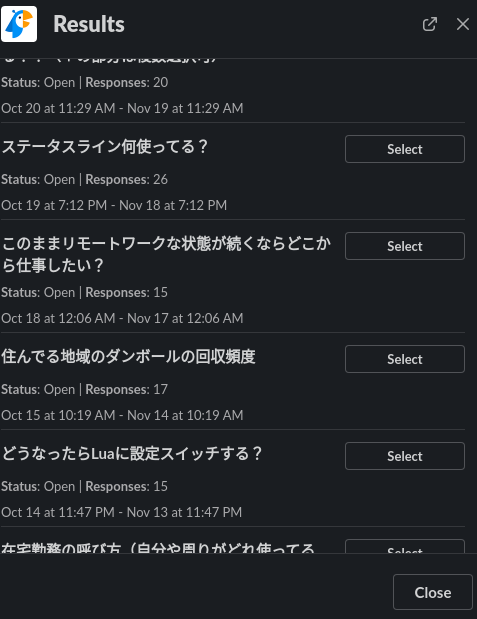 Results
Status: Open | Responses: 20
Oct 20 at 11:29 AM - Nov 19 at 11:29 AM
ステータスライン何使ってる？
Select
Status: Open | Responses: 26
Oct 19 at 7:12 PM - Nov 18 at 7:12 PM
このままリモートワークな状態が続くならどこか
ら仕事したい？
Select
Status: Open | Responses: 15
Oct 18 at 12:06 AM - Nov 17 at 12:06 AM
住んでる地域のダンボールの回収頻度
Select
Status: Open | Responses: 17
Oct 15 at 10:19 AM - Nov 14 at 10:19 AM
どうなったらLuaに設定スイッチする？
Select
Status: Open | Responses: 15
Oct 14 at 11:47 PM - Nov 13 at 11:47 PM
在宅勤務の呼び方（自分や周りがどれ使ってる
Select
Close